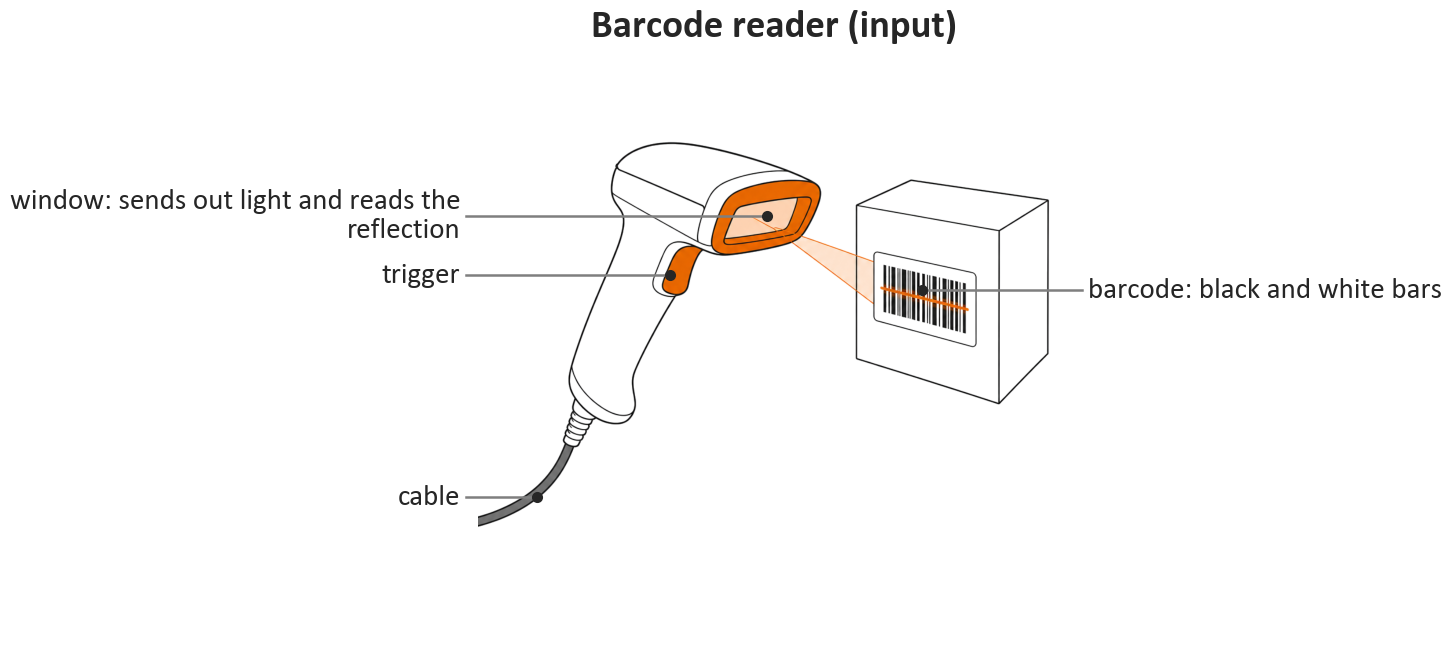 Barcode reader (input)
window: sends out light and reads the
reflection
trigger
barcode: black and white bars
cable